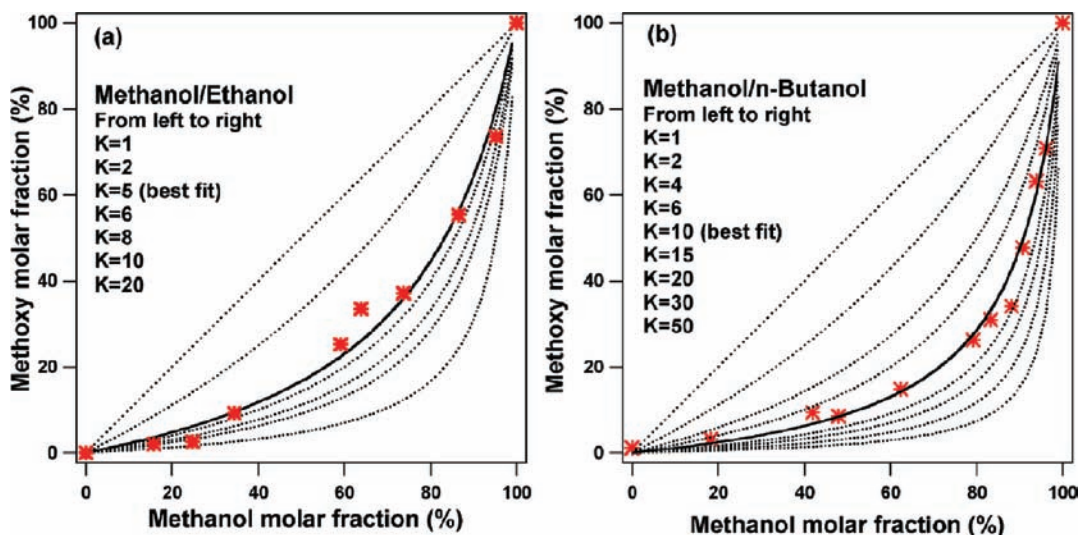 (a)
Methanol/Ethanol
From left to right
K=1
K=2
K=5 (best fit)
K=6
K=8
K=10
K=20
100
80
60
40
20
0
Methoxy molar fraction (%)
0 20 40 60 80 100
Methanol molar fraction (%)
(b)
Methanol/n-Butanol
From left to right
K=1
K=2
K=4
K=6
K=10 (best fit)
K=15
K=20
K=30
K=50
100
80
60
40
20
0
Methoxy molar fraction (%)
0 20 40 60 80 100
Methanol molar fraction (%)